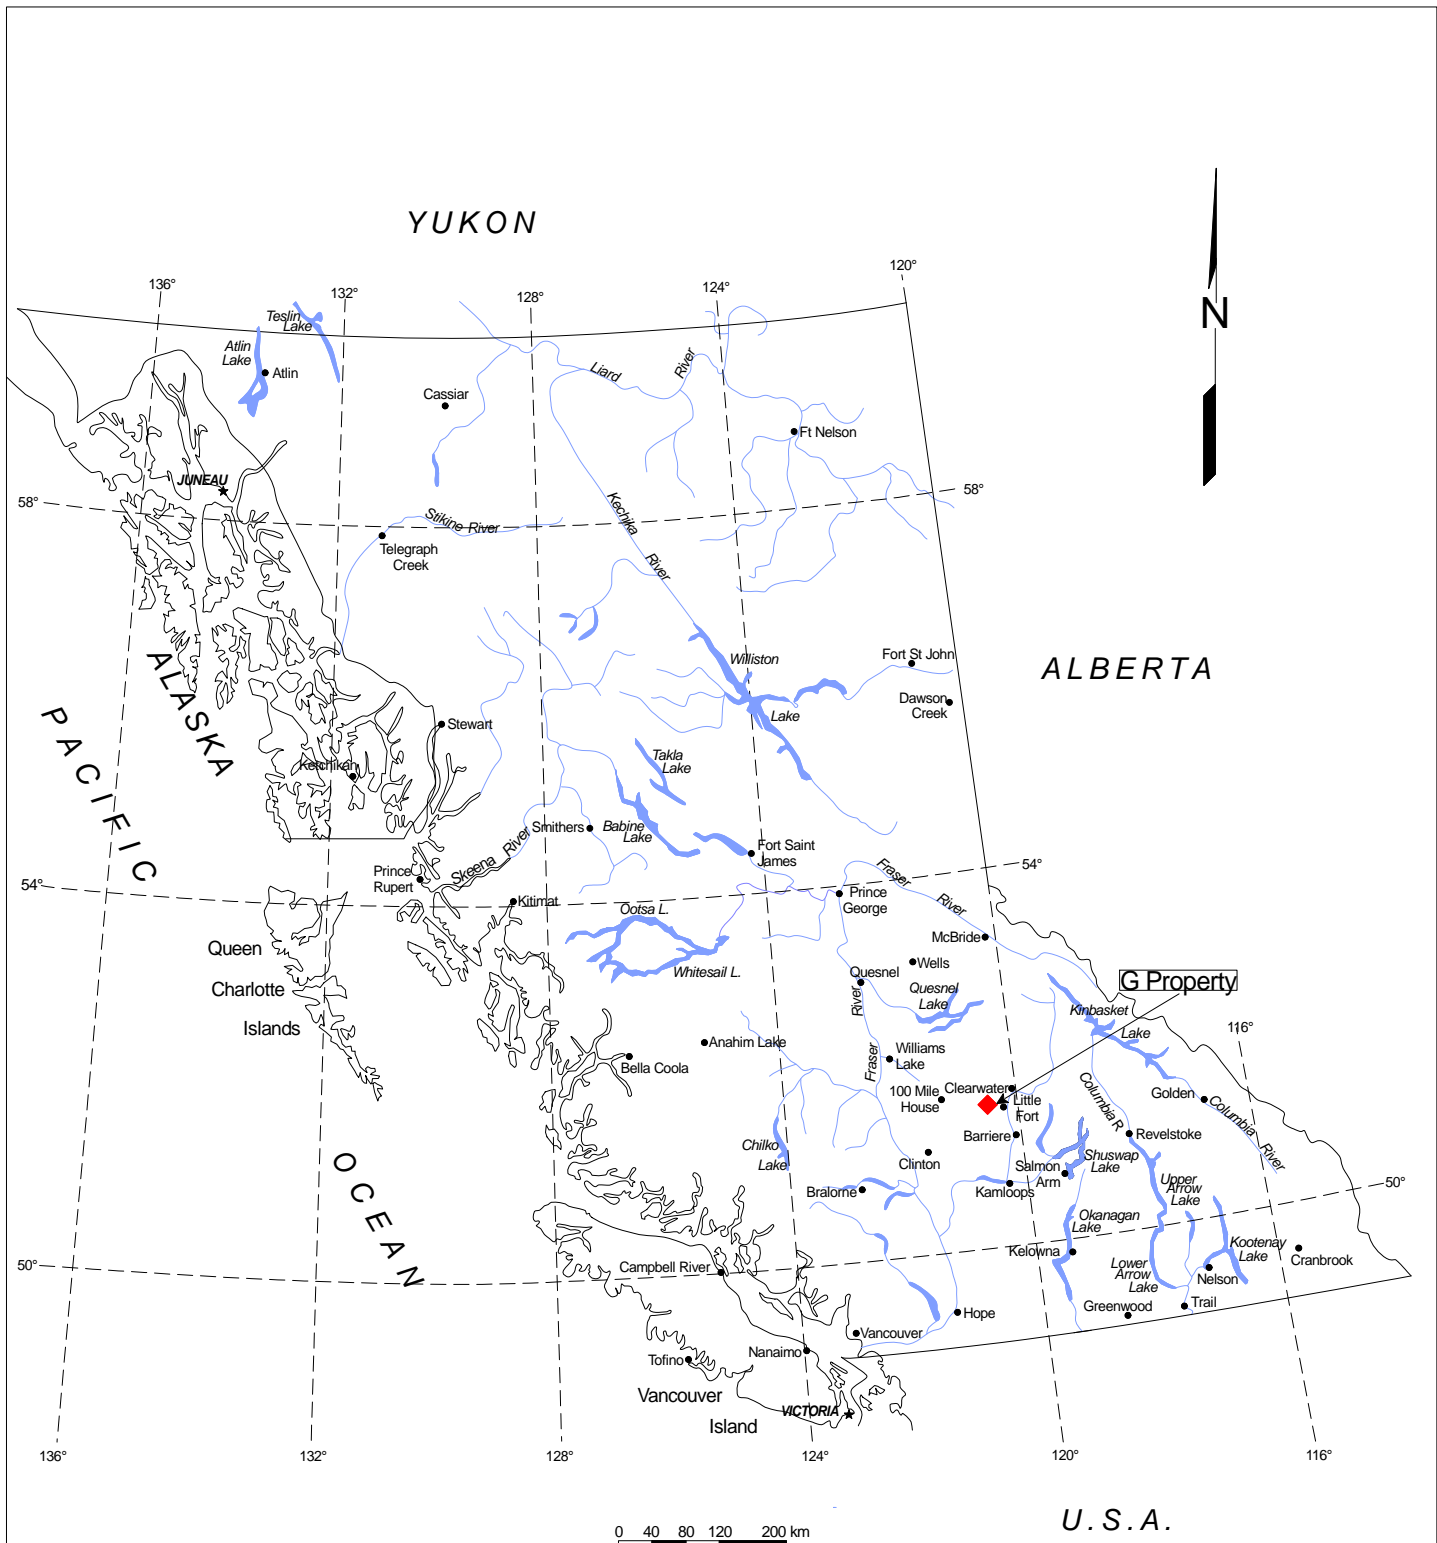 YUKON
136°
132°
128°
124°
120°
Teslin
Lake
Atlin
Lake
Atlin
Cassiar
Liard
River
N
Ft Nelson
JUNEAU
58°
58°
Kechika
River
Stikine River
Telegraph
Creek
ALASKA
Williston
Lake
Fort St John
Dawson
Creek
ALBERTA
PACIFIC
Stewart
Ketchikan
Takla
Lake
Smithers
Babine
Lake
Skeena River
Fort Saint
James
Prince
Rupert
54°
54°
Fraser
River
Kitimat
Ootsa L.
Whitesail L.
Prince
George
McBride
Queen
Charlotte
Islands
Wells
Quesnel
Quesnel
Lake
River
Fraser
G Property
Kinbasket
Lake
116°
Anahim Lake
Bella Coola
Williams
Lake
100 Mile
House
Clearwater
Little
Fort
Columbia R
Golden
Columbia
River
Barriere
Revelstoke
Chilko
Lake
Clinton
Salmon
Arm
Shuswap
Lake
Bralorne
Kamloops
Upper
Arrow
Lake
50°
OCEAN
Okanagan
Lake
Kelowna
Kootenay
Lake
Cranbrook
50°
Campbell River
Lower
Arrow
Lake
Nelson
Greenwood
Trail
Hope
Vancouver
Nanaimo
Tofino
Vancouver
Island
VICTORIA
136°
132°
128°
124°
120°
116°
U.S.A.
0 40 80 120 200 km